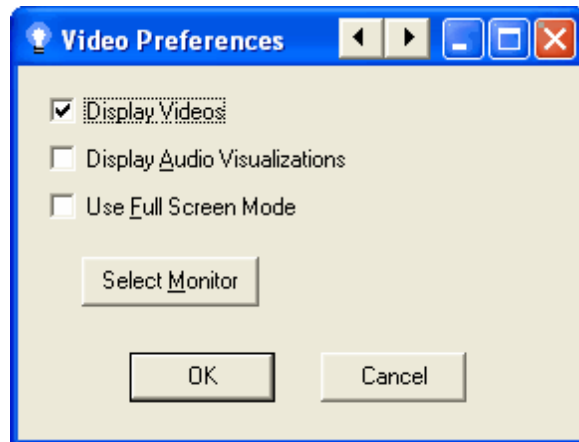 Video Preferences
Display Videos
Display Audio Visualizations
Use Full Screen Mode
Select Monitor
OK Cancel